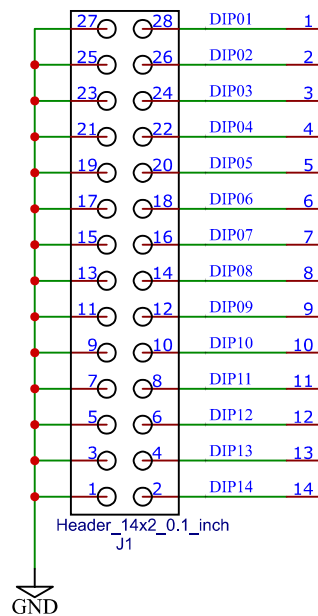 27 28 DIP01 1
25 26 DIP02 2
23 24 DIP03 3
21 22 DIP04 4
19 20 DIP05 5
17 18 DIP06 6
15 16 DIP07 7
13 14 DIP08 8
11 12 DIP09 9
9 10 DIP10 10
7 8 DIP11 11
5 6 DIP12 12
3 4 DIP13 13
1 2 DIP14 14
Header_14x2_0.1_inch
J1
GND